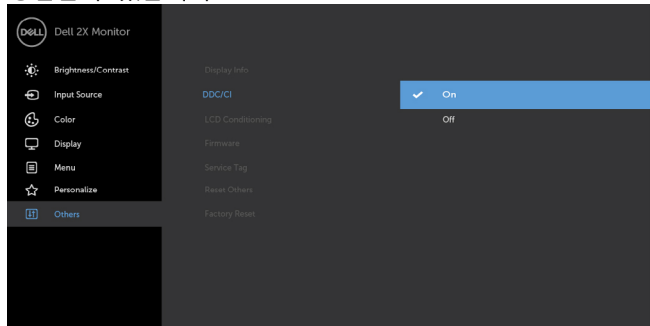 DELL
Dell 2X Monitor
Brightness/Contrast
Input Source
Color
Display
Menu
Personalize
Others
Display Info
DDC/CI
LCD Conditioning
Firmware
Service Tag
Reset Others
Factory Reset
On
Off